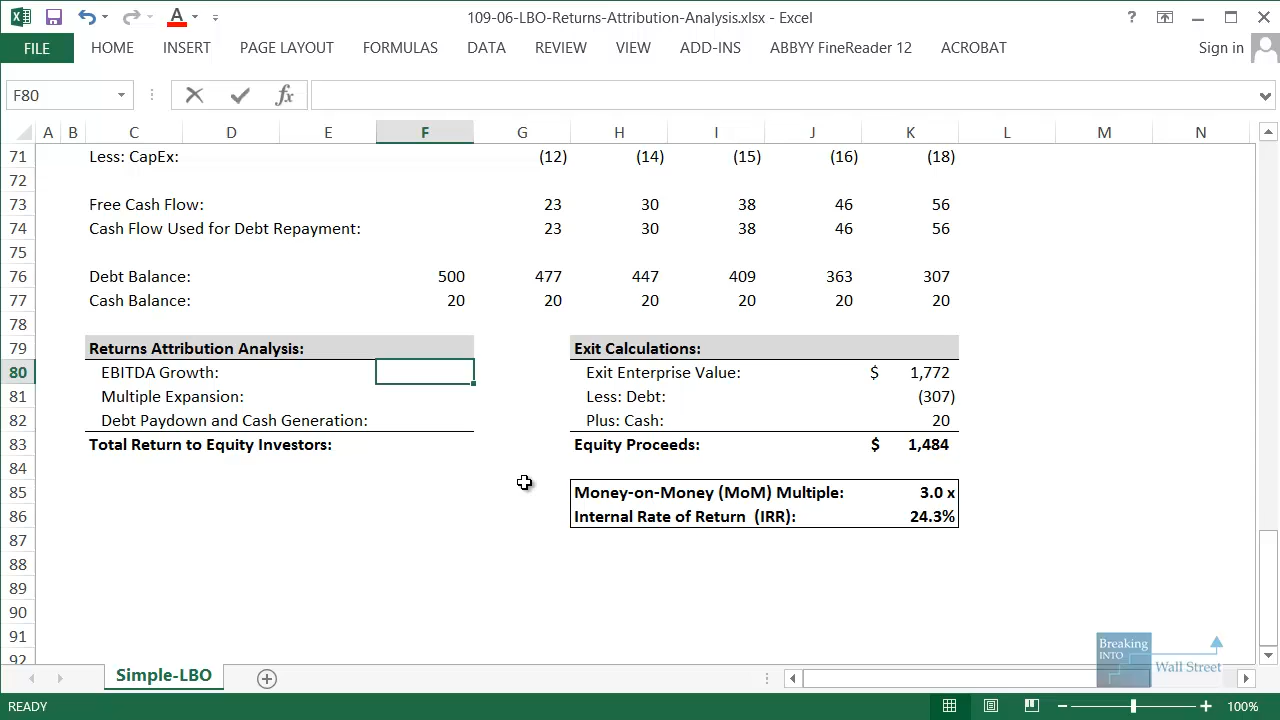 109-06-LBO-Returns-Attribution-Analysis.xlsx - Excel
FILE HOME INSERT PAGE LAYOUT FORMULAS DATA REVIEW VIEW ADD-INS ABBYY FineReader 12 ACROBAT Sign in
F80 fx
A B C D E F G H I J K L M N
71 Less: CapEx: (12) (14) (15) (16) (18)
72
73 Free Cash Flow: 23 30 38 46 56
74 Cash Flow Used for Debt Repayment: 23 30 38 46 56
75
76 Debt Balance: 500 477 447 409 363 307
77 Cash Balance: 20 20 20 20 20 20
78
79 Returns Attribution Analysis: Exit Calculations:
80 EBITDA Growth: Exit Enterprise Value: $ 1,772
81 Multiple Expansion: Less: Debt: (307)
82 Debt Paydown and Cash Generation: Plus: Cash: 20
83 Total Return to Equity Investors: Equity Proceeds: $ 1,484
84
85 Money-on-Money (MoM) Multiple: 3.0 x
86 Internal Rate of Return (IRR): 24.3%
87
88
89
90
91
92
Breaking
INTO
Wall Street
Simple-LBO
READY 100%